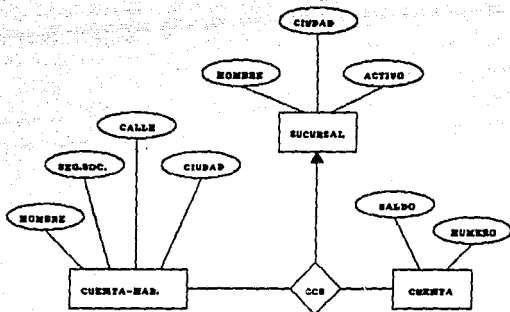 CIUDAD
NOMBRE
ACTIVO
SUCURSAL
CALLE
SEG.SOC.
CIUDAD
NOMBRE
SALDO
NUMERO
CUENTA-HAB.
CCS
CUENTA